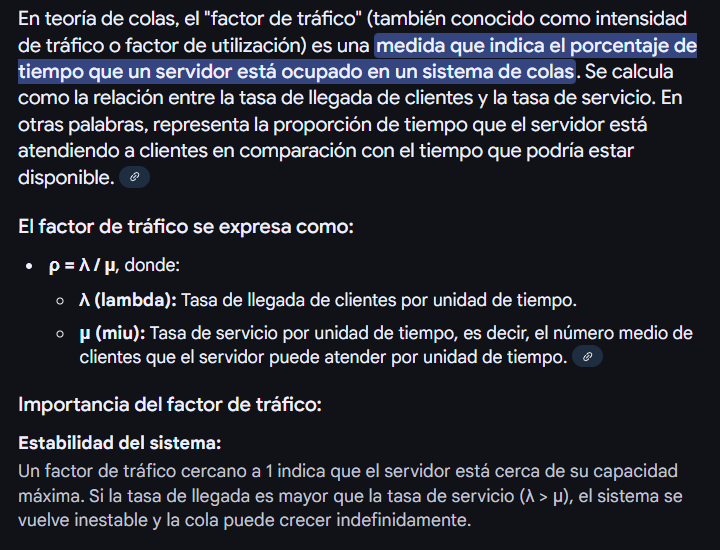 En teoría de colas, el "factor de tráfico" (también conocido como intensidad
de tráfico o factor de utilización) es una medida que indica el porcentaje de
tiempo que un servidor está ocupado en un sistema de colas. Se calcula
como la relación entre la tasa de llegada de clientes y la tasa de servicio. En
otras palabras, representa la proporción de tiempo que el servidor está
atendiendo a clientes en comparación con el tiempo que podría estar
disponible.
El factor de tráfico se expresa como:
• ρ = λ / μ, donde:
○ λ (lambda): Tasa de llegada de clientes por unidad de tiempo.
○ μ (miu): Tasa de servicio por unidad de tiempo, es decir, el número medio de
clientes que el servidor puede atender por unidad de tiempo.
Importancia del factor de tráfico:
Estabilidad del sistema:
Un factor de tráfico cercano a 1 indica que el servidor está cerca de su capacidad
máxima. Si la tasa de llegada es mayor que la tasa de servicio (λ > μ), el sistema se
vuelve inestable y la cola puede crecer indefinidamente.